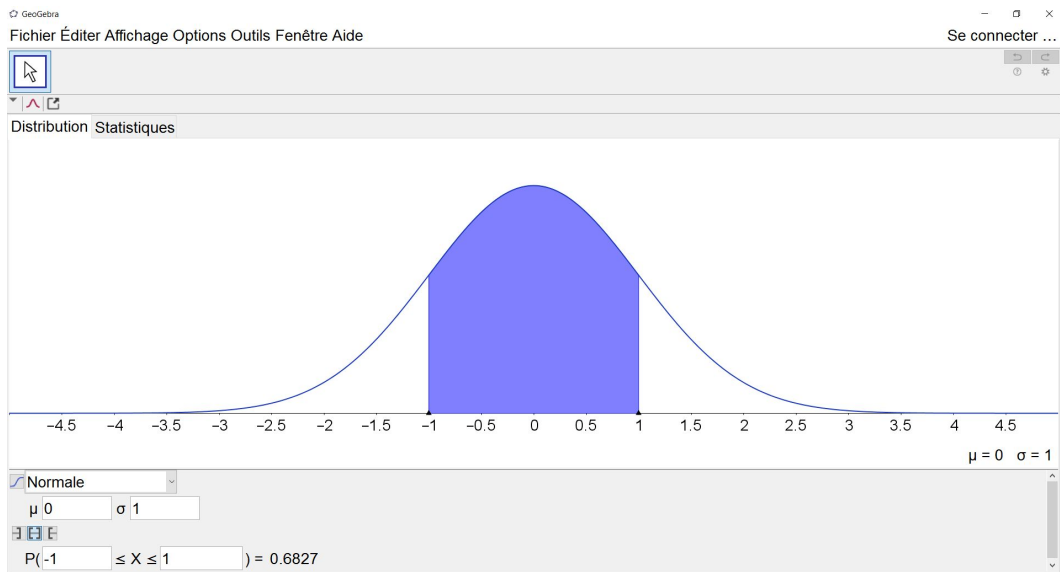 GeoGebra
Fichier Éditer Affichage Options Outils Fenêtre Aide Se connecter ...
Distribution Statistiques
−4.5 −4 −3.5 −3 −2.5 −2 −1.5 −1 −0.5 0 0.5 1 1.5 2 2.5 3 3.5 4 4.5
μ = 0 σ = 1
Normale
μ 0 σ 1
P( -1 ≤ X ≤ 1 ) = 0.6827